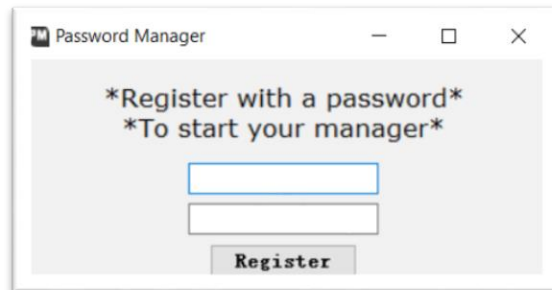 PM Password Manager
*Register with a password*
*To start your manager*
Register